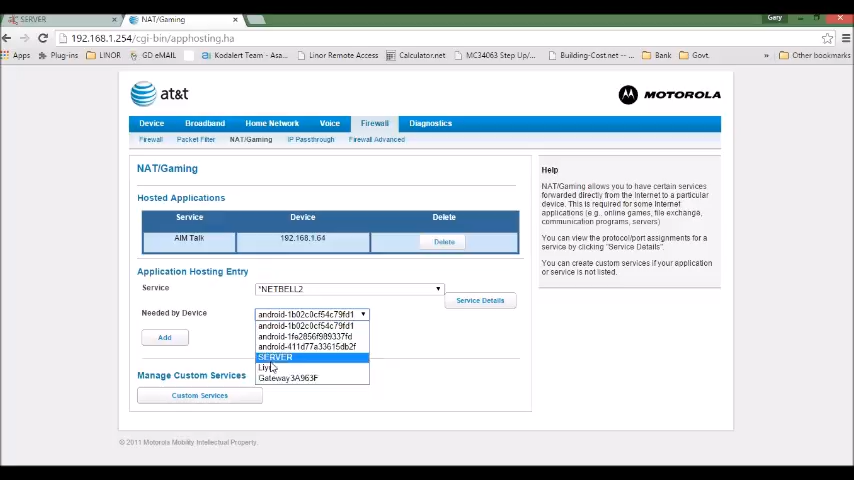 SERVER
NAT/Gaming
Gary
192.168.1.254/cgi-bin/apphosting.ha
Apps
Plug-ins
LINOR
GD eMAIL
Kodalert Team - Asa...
Linor Remote Access
Calculator.net
MC34063 Step Up/...
Building-Cost.net --...
Bank
Govt.
»
Other bookmarks
at&t
MOTOROLA
Device Broadband Home Network Voice Firewall Diagnostics
Firewall Packet Filter NAT/Gaming IP Passthrough Firewall Advanced
NAT/Gaming
Hosted Applications
Service Device Delete
AIM Talk 192.168.1.64 Delete
Application Hosting Entry
Service *NETBELL2
Service Details
Needed by Device android-1b02c0cf54c79fd1
android-1b02c0cf54c79fd1
android-1fe2856f989337fd
android-411d77a33615db2f
SERVER
Gateway3A963F
Add
Manage Custom Services
Custom Services
Help
NAT/Gaming allows you to have certain services
forwarded directly from the Internet to a particular
device. This is required for some Internet
applications (e.g., online games, file exchange,
communication programs, servers)
You can view the protocol/port assignments for a
service by clicking "Service Details".
You can create custom services if your application
or service is not listed.
© 2011 Motorola Mobility Intellectual Property